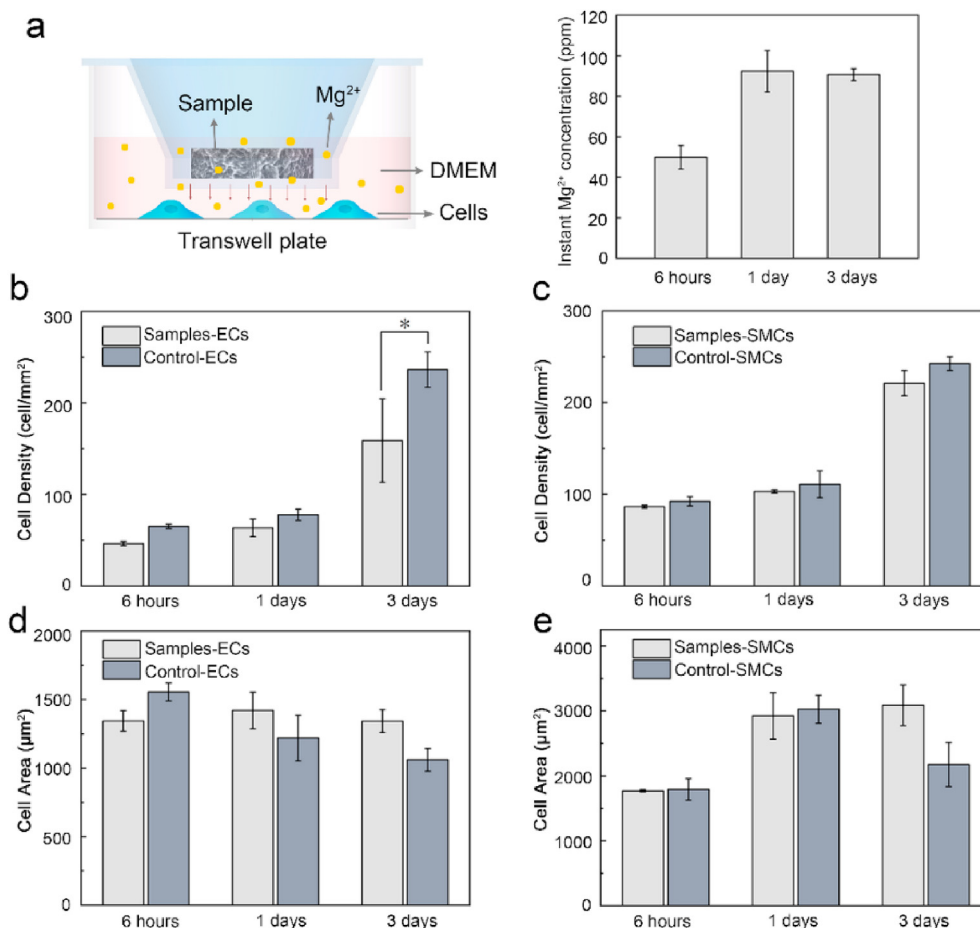 a
Sample
Mg²⁺
DMEM
Cells
Transwell plate
Instant Mg²⁺ concentration (ppm)
120
100
80
60
40
20
0
6 hours 1 day 3 days
b
Cell Density (cell/mm²)
300
200
100
0
Samples-ECs
Control-ECs
*
6 hours 1 days 3 days
c
Cell Density (cell/mm²)
300
200
100
0
Samples-SMCs
Control-SMCs
6 hours 1 days 3 days
d
Cell Area (µm²)
2000
1500
1000
500
0
Samples-ECs
Control-ECs
6 hours 1 days 3 days
e
Cell Area (µm²)
4000
3000
2000
1000
0
Samples-SMCs
Control-SMCs
6 hours 1 days 3 days